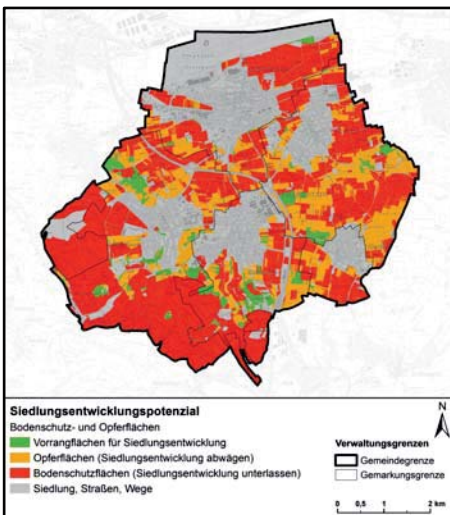 Siedlungsentwicklungspotenzial
Bodenschutz- und Opferflächen
Vorrangflächen für Siedlungsentwicklung
Opferflächen (Siedlungsentwicklung abwägen)
Bodenschutzflächen (Siedlungsentwicklung unterlassen)
Siedlung, Straßen, Wege
N
Verwaltungsgrenzen
Gemeindegrenze
Gemarkungsgrenze
0 0,5 1 2 km